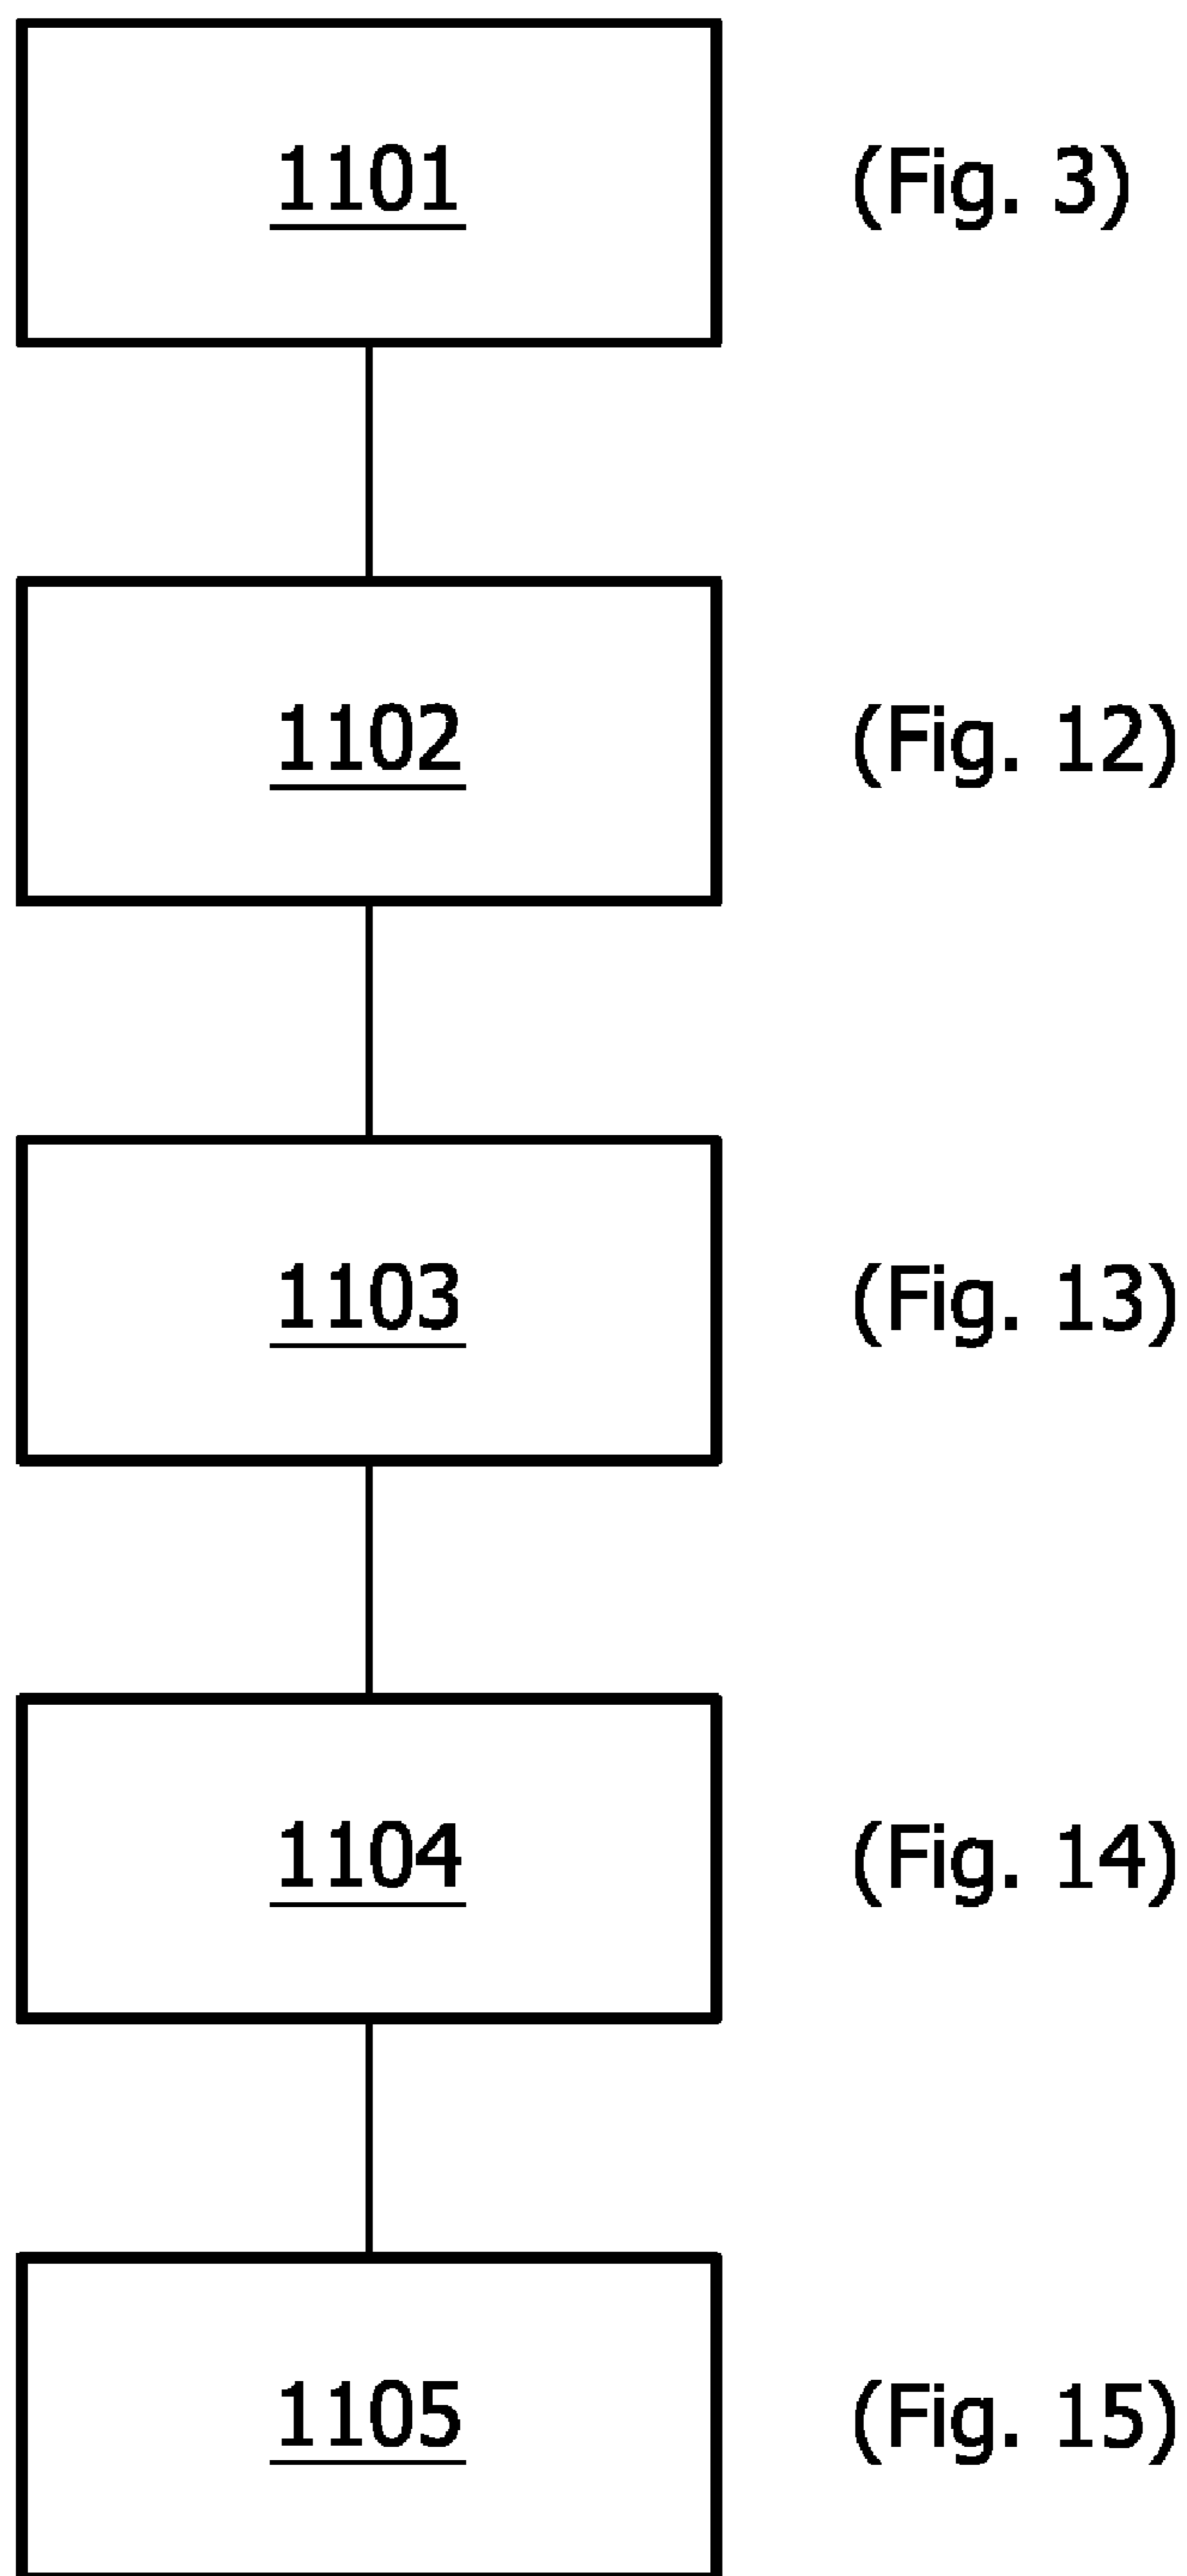 1101 (Fig. 3)
1102 (Fig. 12)
1103 (Fig. 13)
1104 (Fig. 14)
1105 (Fig. 15)